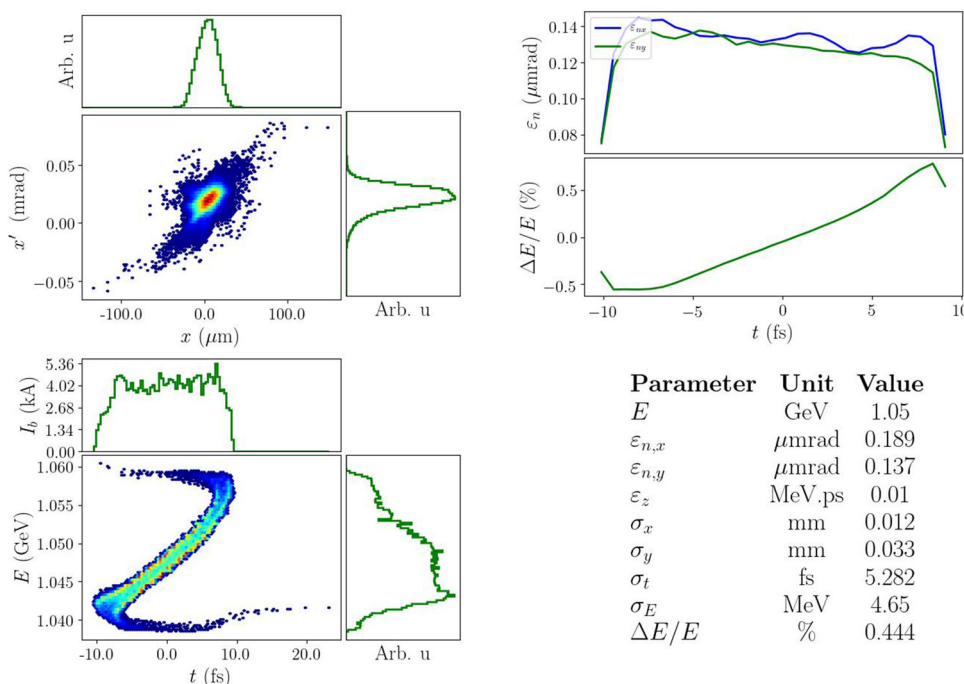 Arb. u
x′ (mrad)
0.05
0.00
−0.05
-100.0 0.0 100.0
x (μm)
Arb. u
ε_n (μmrad)
0.14
0.12
0.10
0.08
ε_nx
ε_ny
ΔE/E (%)
0.5
0.0
−0.5
−10 −5 0 5 10
t (fs)
I_b (kA)
5.36
4.02
2.68
1.34
0.00
E (GeV)
1.060
1.055
1.050
1.045
1.040
-10.0 0.0 10.0 20.0
t (fs)
Arb. u
Parameter Unit Value
E GeV 1.05
ε_n,x μmrad 0.189
ε_n,y μmrad 0.137
ε_z MeV.ps 0.01
σ_x mm 0.012
σ_y mm 0.033
σ_t fs 5.282
σ_E MeV 4.65
ΔE/E % 0.444